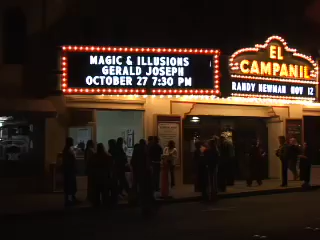 MAGIC & ILLUSIONS
GERALD JOSEPH
OCTOBER 27 7:30 PM
EL
CAMPANIL
RANDY NEWMAN NOV 12